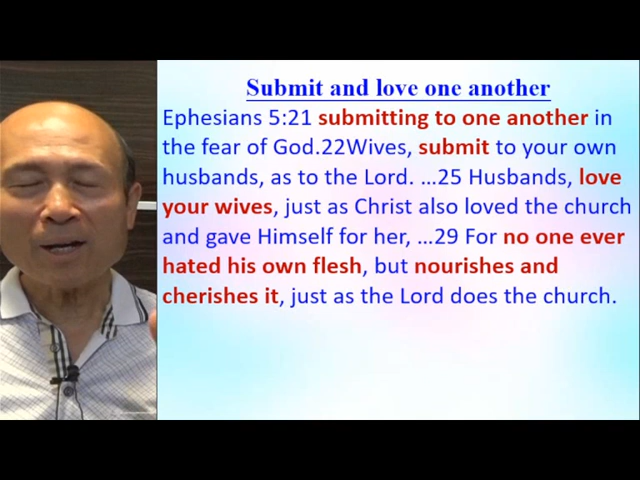 Submit and love one another
Ephesians 5:21 submitting to one another in
the fear of God.22Wives, submit to your own
husbands, as to the Lord. …25 Husbands, love
your wives, just as Christ also loved the church
and gave Himself for her, …29 For no one ever
hated his own flesh, but nourishes and
cherishes it, just as the Lord does the church.